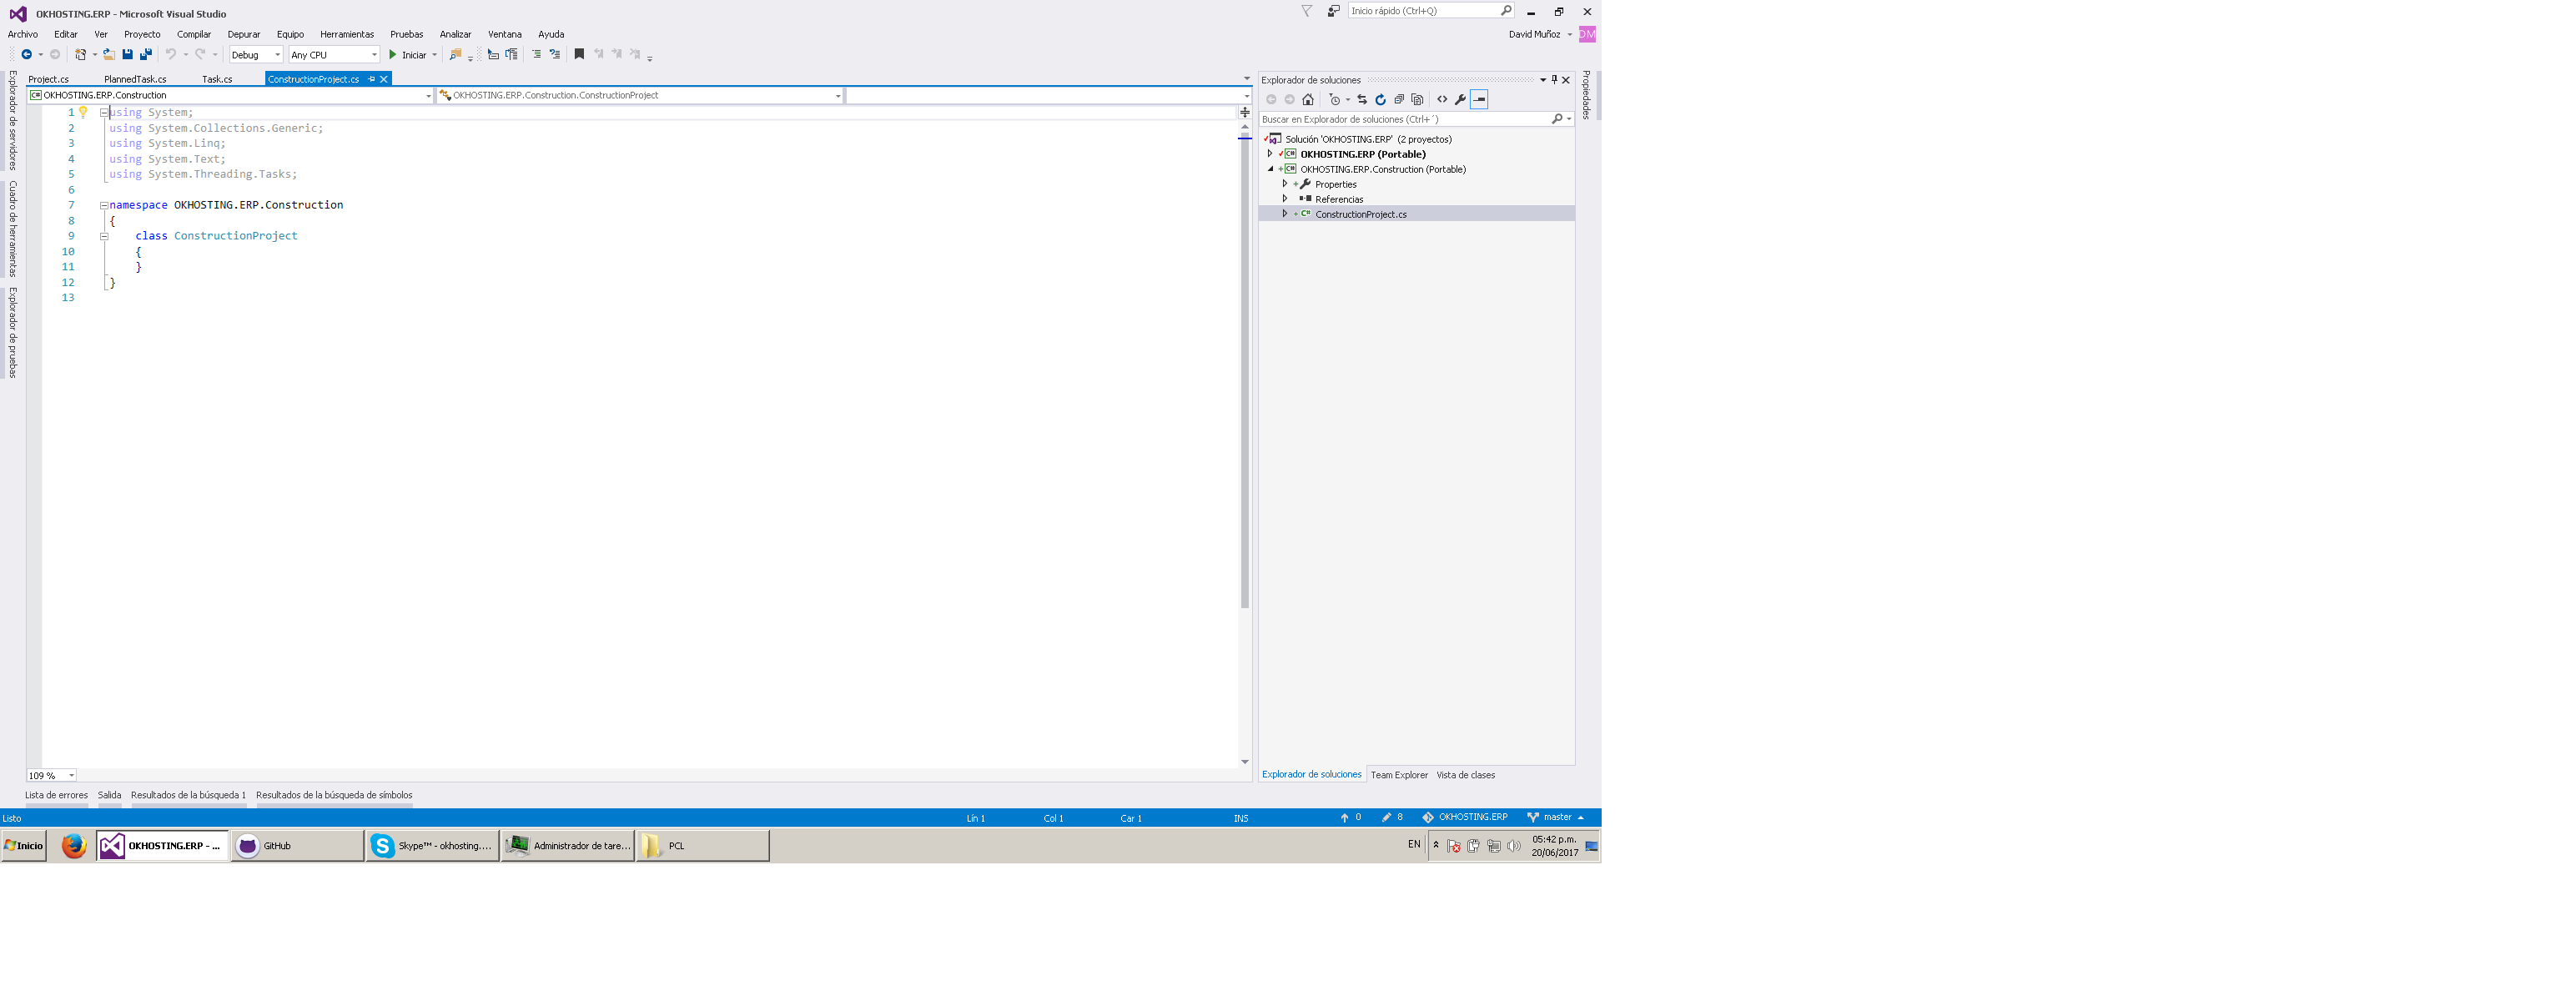 OKHOSTING.ERP - Microsoft Visual Studio
Inicio rápido (Ctrl+Q)
Archivo Editar Ver Proyecto Compilar Depurar Equipo Herramientas Pruebas Analizar Ventana Ayuda
David Muñoz DM
Debug Any CPU Iniciar
Explorador de servidores
Cuadro de herramientas
Explorador de pruebas
Project.cs PlannedTask.cs Task.cs ConstructionProject.cs
OKHOSTING.ERP.Construction OKHOSTING.ERP.Construction.ConstructionProject
1 using System;
2 using System.Collections.Generic;
3 using System.Linq;
4 using System.Text;
5 using System.Threading.Tasks;
6
7 namespace OKHOSTING.ERP.Construction
8 {
9 class ConstructionProject
10 {
11 }
12 }
13
109 %
Explorador de soluciones
Buscar en Explorador de soluciones (Ctrl+´)
Solución 'OKHOSTING.ERP' (2 proyectos)
OKHOSTING.ERP (Portable)
OKHOSTING.ERP.Construction (Portable)
Properties
Referencias
ConstructionProject.cs
Explorador de soluciones Team Explorer Vista de clases
Propiedades
Lista de errores Salida Resultados de la búsqueda 1 Resultados de la búsqueda de símbolos
Listo Lín 1 Col 1 Car 1 INS 0 8 OKHOSTING.ERP master
Inicio OKHOSTING.ERP - ... GitHub Skype™ - okhosting.... Administrador de tare... PCL EN 05:42 p.m.
20/06/2017